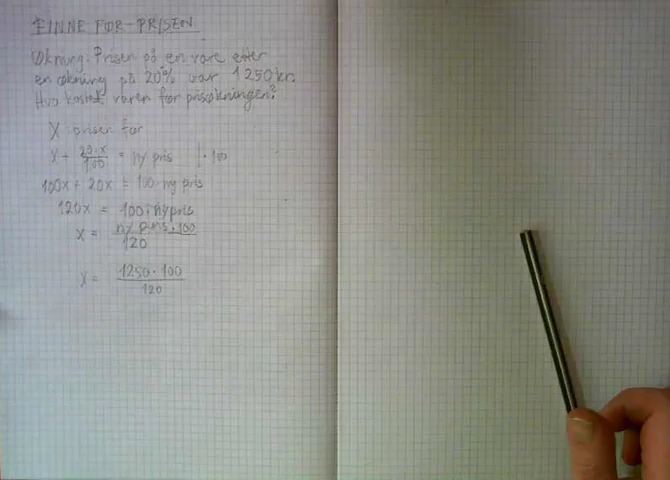 FINNE FØR-PRISEN
Økning: Prisen på en vare etter
en økning på 20% var 1250 kr.
Hva kostet varen før prisøkningen?
X prisen før
x + 20·x/100 = ny pris |·100
100x + 20x = 100·ny pris
120x = 100·ny pris
x = ny pris·100/120
x = 1250·100/120